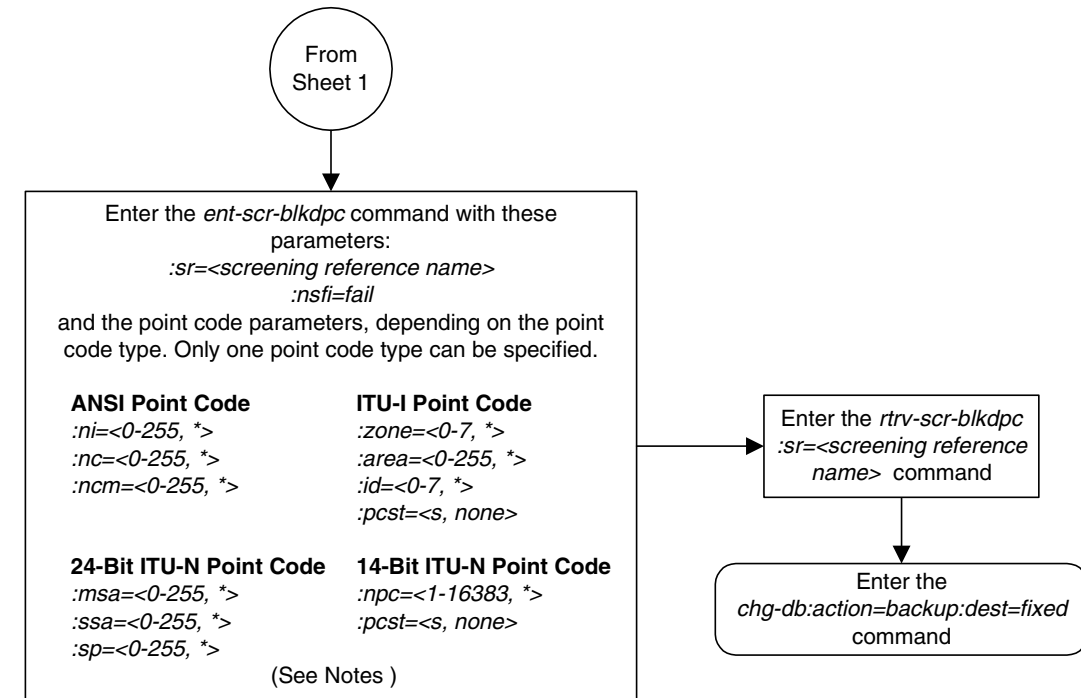 From
Sheet 1
Enter the ent-scr-blkdpc command with these
parameters:
:sr=<screening reference name>
:nsfi=fail
and the point code parameters, depending on the point
code type. Only one point code type can be specified.
ANSI Point Code
:ni=<0-255, *>
:nc=<0-255, *>
:ncm=<0-255, *>
ITU-I Point Code
:zone=<0-7, *>
:area=<0-255, *>
:id=<0-7, *>
:pcst=<s, none>
24-Bit ITU-N Point Code
:msa=<0-255, *>
:ssa=<0-255, *>
:sp=<0-255, *>
14-Bit ITU-N Point Code
:npc=<1-16383, *>
:pcst=<s, none>
(See Notes )
Enter the rtrv-scr-blkdpc
:sr=<screening reference
name> command
Enter the
chg-db:action=backup:dest=fixed
command